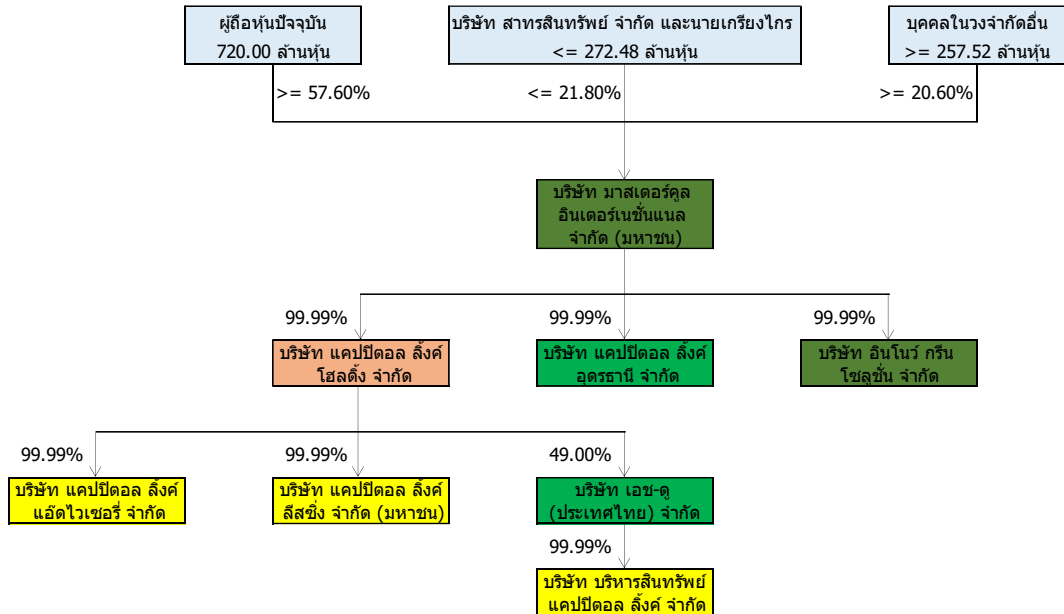 ผู้ถือหุ้นปัจจุบัน
720.00 ล้านหุ้น
บริษัท สาทรสินทรัพย์ จำกัด และนายเกรียงไกร
<= 272.48 ล้านหุ้น
บุคคลในวงจำกัดอื่น
>= 257.52 ล้านหุ้น
>= 57.60%
<= 21.80%
>= 20.60%
บริษัท มาสเตอร์คูล
อินเตอร์เนชั่นแนล
จำกัด (มหาชน)
99.99%
99.99%
99.99%
บริษัท แคปปิตอล ลิ้งค์
โฮลดิ้ง จำกัด
บริษัท แคปปิตอล ลิ้งค์
อุดรธานี จำกัด
บริษัท อินโนว์ กรีน
โซลูชั่น จำกัด
99.99%
99.99%
49.00%
บริษัท แคปปิตอล ลิ้งค์
แอ๊ดไวเซอรี่ จำกัด
บริษัท แคปปิตอล ลิ้งค์
ลีสซิ่ง จำกัด (มหาชน)
บริษัท เอช-ดู
(ประเทศไทย) จำกัด
99.99%
บริษัท บริหารสินทรัพย์
แคปปิตอล ลิ้งค์ จำกัด